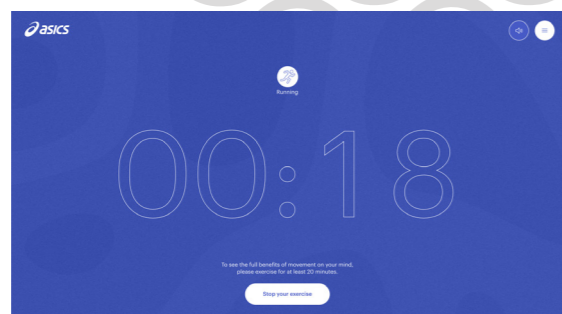 asics
Running
00:18
To see the full benefits of movement on your mind,
please exercise for at least 20 minutes.
Stop your exercise